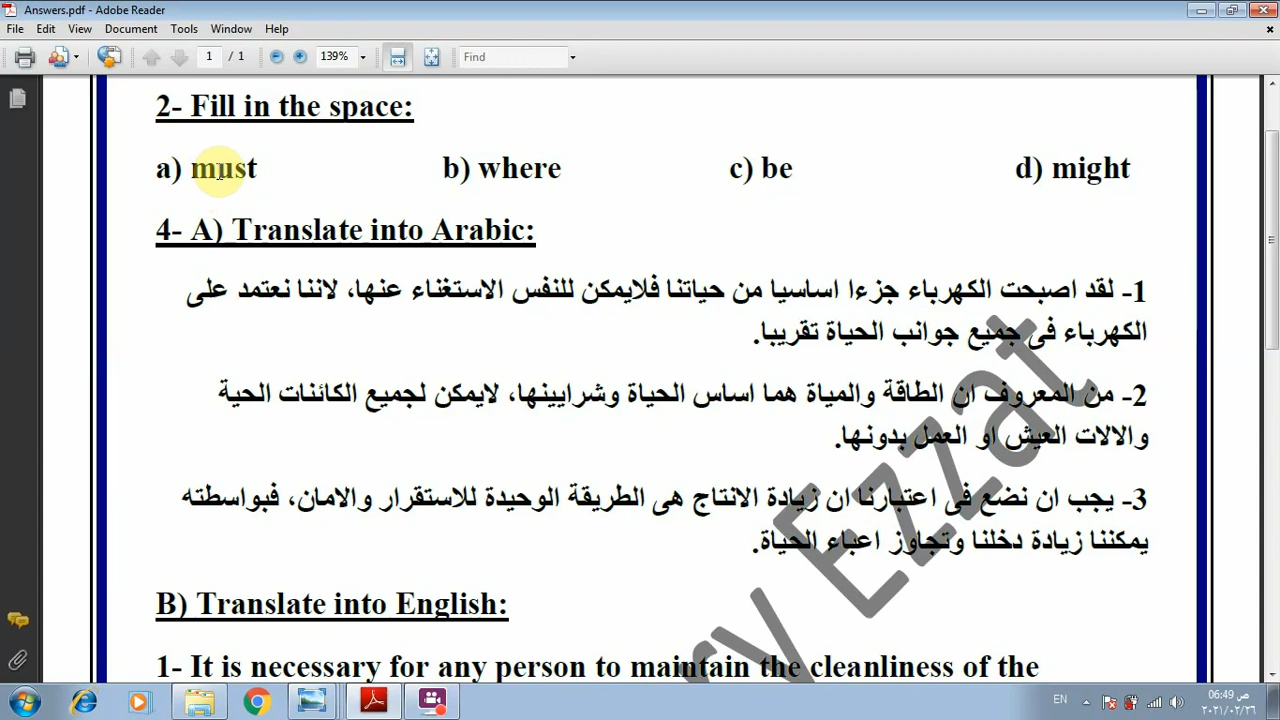 Answers.pdf - Adobe Reader
File Edit View Document Tools Window Help
1 / 1 139% Find
2- Fill in the space:
a) must b) where c) be d) might
4- A) Translate into Arabic:
1- لقد اصبحت الكهرباء جزءا اساسيا من حياتنا فلايمكن للنفس الاستغناء عنها، لاننا نعتمد على
الكهرباء فى جميع جوانب الحياة تقريبا.
2- من المعروف ان الطاقة والمياة هما اساس الحياة وشرايينها، لايمكن لجميع الكائنات الحية
والالات العيش او العمل بدونها.
3- يجب ان نضع فى اعتبارنا ان زيادة الانتاج هى الطريقة الوحيدة للاستقرار والامان، فبواسطته
يمكننا زيادة دخلنا وتجاوز اعباء الحياة.
B) Translate into English:
1- It is necessary for any person to maintain the cleanliness of the
ry Ezzat
EN
06:49 ص
٢٠٢١/٠٢/٢٦